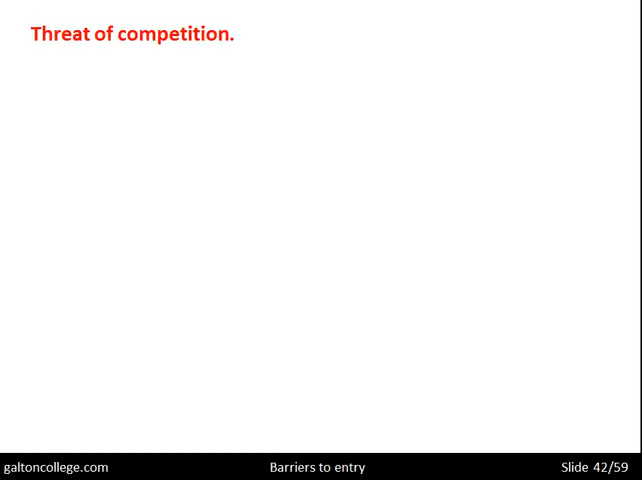 Threat of competition.
galtoncollege.com Barriers to entry Slide 42/59